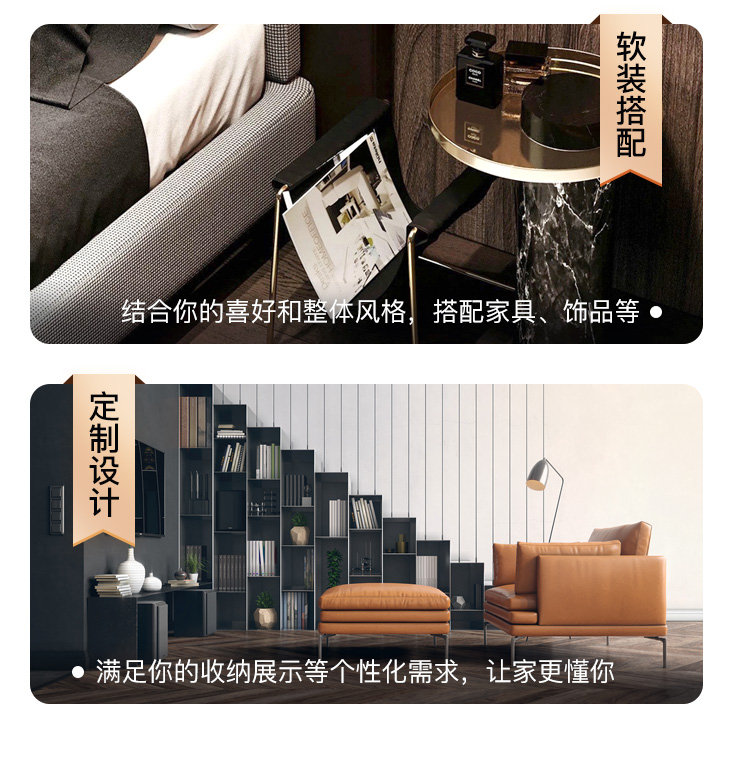 软装搭配
结合你的喜好和整体风格，搭配家具、饰品等
定制设计
满足你的收纳展示等个性化需求，让家更懂你